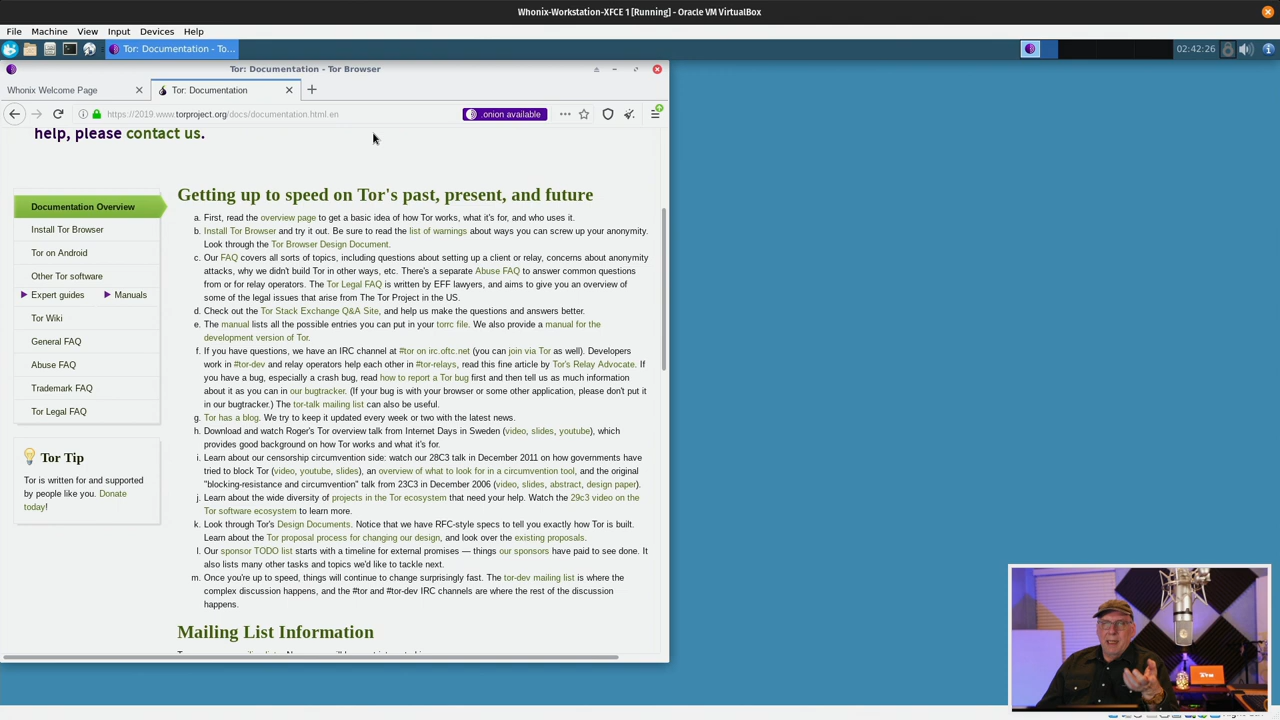 Whonix-Workstation-XFCE 1 [Running] - Oracle VM VirtualBox
File Machine View Input Devices Help
Tor: Documentation - To...
02:42:26
Tor: Documentation - Tor Browser
Whonix Welcome Page
Tor: Documentation
https://2019.www.torproject.org/docs/documentation.html.en
.onion available
help, please contact us.
Documentation Overview
Install Tor Browser
Tor on Android
Other Tor software
Expert guides
Manuals
Tor Wiki
General FAQ
Abuse FAQ
Trademark FAQ
Tor Legal FAQ
Tor Tip
Tor is written for and supported
by people like you. Donate
today!
Getting up to speed on Tor's past, present, and future
a. First, read the overview page to get a basic idea of how Tor works, what it's for, and who uses it.
b. Install Tor Browser and try it out. Be sure to read the list of warnings about ways you can screw up your anonymity.
Look through the Tor Browser Design Document.
c. Our FAQ covers all sorts of topics, including questions about setting up a client or relay, concerns about anonymity
attacks, why we didn't build Tor in other ways, etc. There's a separate Abuse FAQ to answer common questions
from or for relay operators. The Tor Legal FAQ is written by EFF lawyers, and aims to give you an overview of
some of the legal issues that arise from The Tor Project in the US.
d. Check out the Tor Stack Exchange Q&A Site, and help us make the questions and answers better.
e. The manual lists all the possible entries you can put in your torrc file. We also provide a manual for the
development version of Tor.
f. If you have questions, we have an IRC channel at #tor on irc.oftc.net (you can join via Tor as well). Developers
work in #tor-dev and relay operators help each other in #tor-relays, read this fine article by Tor's Relay Advocate. If
you have a bug, especially a crash bug, read how to report a Tor bug first and then tell us as much information
about it as you can in our bugtracker. (If your bug is with your browser or some other application, please don't put it
in our bugtracker.) The tor-talk mailing list can also be useful.
g. Tor has a blog. We try to keep it updated every week or two with the latest news.
h. Download and watch Roger's Tor overview talk from Internet Days in Sweden (video, slides, youtube), which
provides good background on how Tor works and what it's for.
i. Learn about our censorship circumvention side: watch our 28C3 talk in December 2011 on how governments have
tried to block Tor (video, youtube, slides), an overview of what to look for in a circumvention tool, and the original
"blocking-resistance and circumvention" talk from 23C3 in December 2006 (video, slides, abstract, design paper).
j. Learn about the wide diversity of projects in the Tor ecosystem that need your help. Watch the 29c3 video on the
Tor software ecosystem to learn more.
k. Look through Tor's Design Documents. Notice that we have RFC-style specs to tell you exactly how Tor is built.
Learn about the Tor proposal process for changing our design, and look over the existing proposals.
l. Our sponsor TODO list starts with a timeline for external promises — things our sponsors have paid to see done. It
also lists many other tasks and topics we'd like to tackle next.
m. Once you're up to speed, things will continue to change surprisingly fast. The tor-dev mailing list is where the
complex discussion happens, and the #tor and #tor-dev IRC channels are where the rest of the discussion
happens.
Mailing List Information